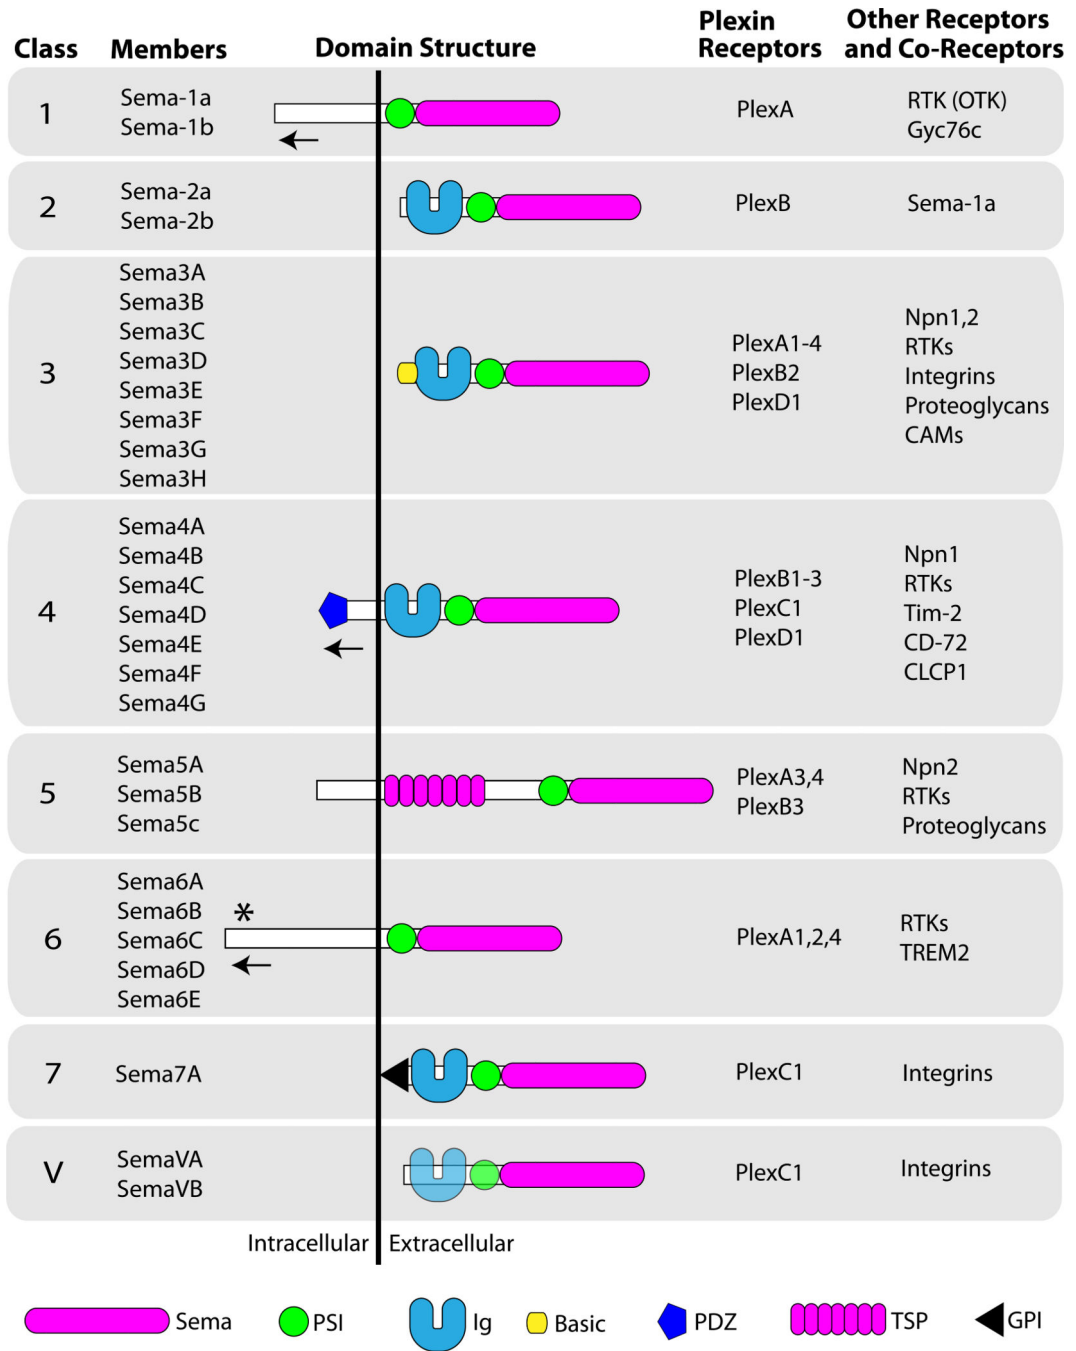 Class Members Domain Structure Plexin Receptors Other Receptors and Co-Receptors
1
Sema-1a
Sema-1b
PlexA
RTK (OTK)
Gyc76c
2
Sema-2a
Sema-2b
PlexB
Sema-1a
3
Sema3A
Sema3B
Sema3C
Sema3D
Sema3E
Sema3F
Sema3G
Sema3H
PlexA1-4
PlexB2
PlexD1
Npn1,2
RTKs
Integrins
Proteoglycans
CAMs
4
Sema4A
Sema4B
Sema4C
Sema4D
Sema4E
Sema4F
Sema4G
PlexB1-3
PlexC1
PlexD1
Npn1
RTKs
Tim-2
CD-72
CLCP1
5
Sema5A
Sema5B
Sema5c
PlexA3,4
PlexB3
Npn2
RTKs
Proteoglycans
6
Sema6A
Sema6B
Sema6C
Sema6D
Sema6E
*
PlexA1,2,4
RTKs
TREM2
7
Sema7A
PlexC1
Integrins
V
SemaVA
SemaVB
PlexC1
Integrins
Intracellular Extracellular
Sema PSI Ig Basic PDZ TSP GPI